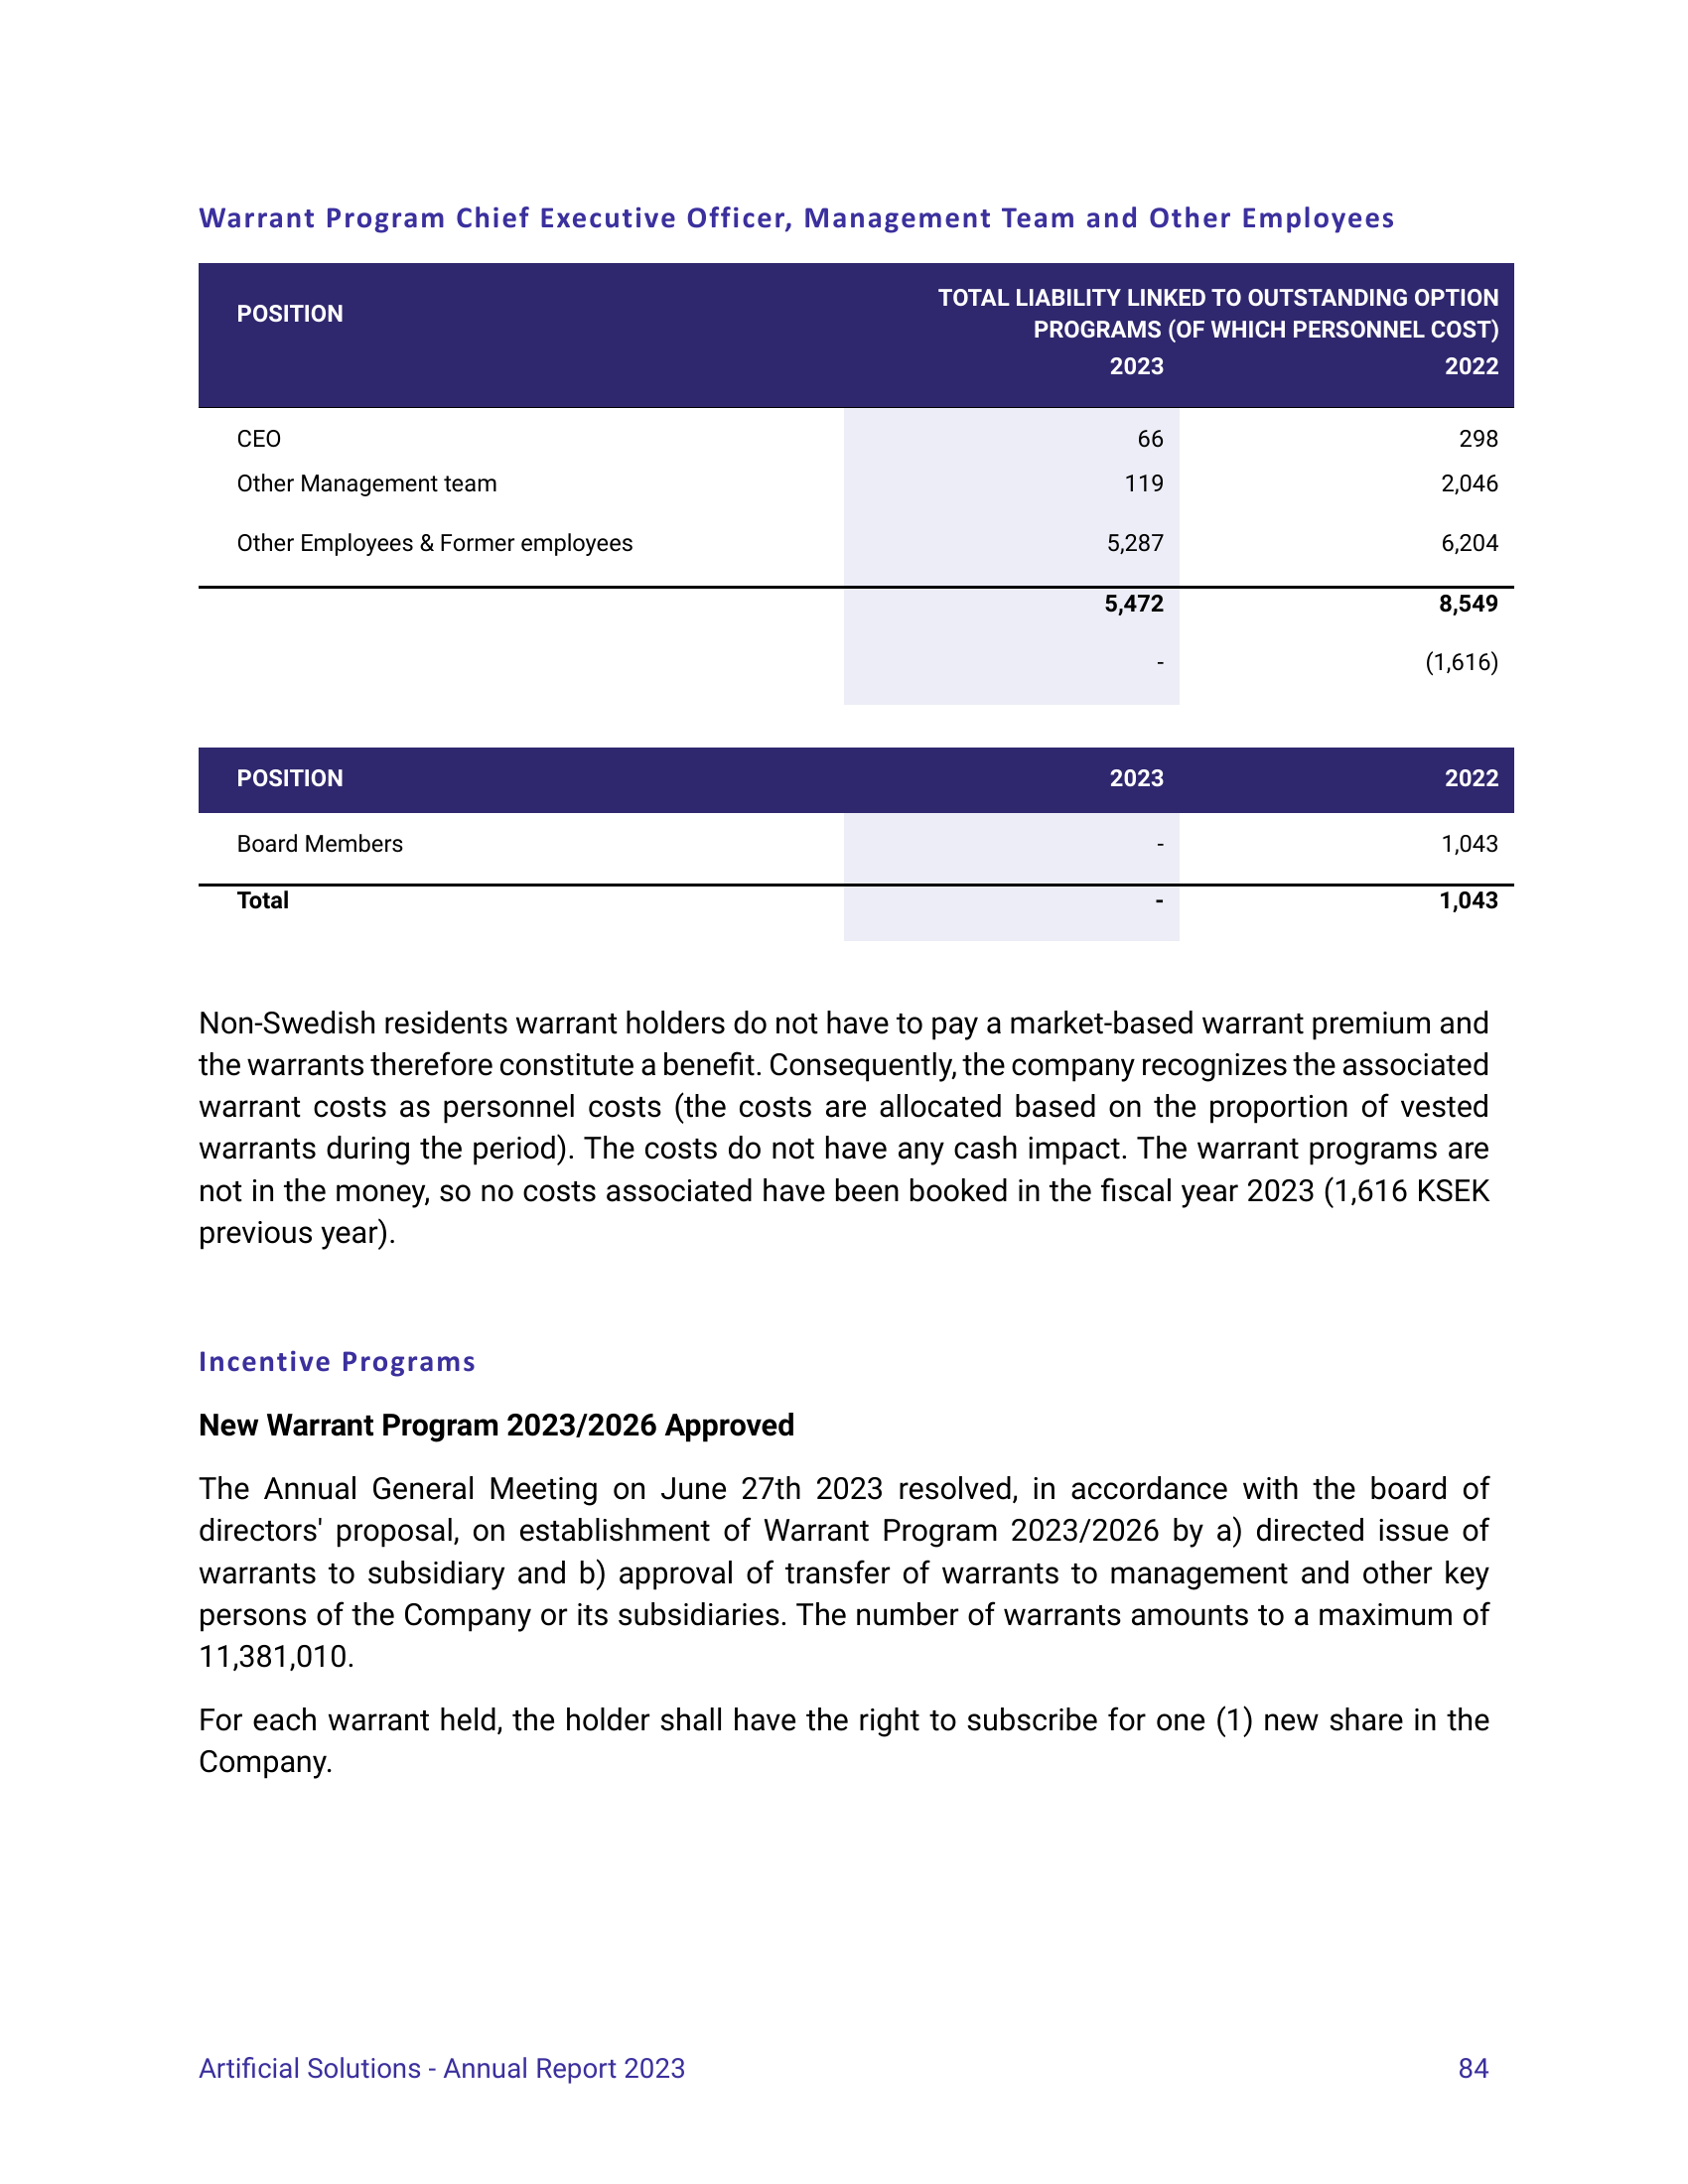 Warrant Program Chief Executive Officer, Management Team and Other Employees
POSITION TOTAL LIABILITY LINKED TO OUTSTANDING OPTION
PROGRAMS (OF WHICH PERSONNEL COST)
2023 2022
CEO 66 298
Other Management team 119 2,046
Other Employees & Former employees 5,287 6,204
5,472 8,549
- (1,616)
POSITION 2023 2022
Board Members - 1,043
Total - 1,043
Non-Swedish residents warrant holders do not have to pay a market-based warrant premium and
the warrants therefore constitute a benefit. Consequently, the company recognizes the associated
warrant costs as personnel costs (the costs are allocated based on the proportion of vested
warrants during the period). The costs do not have any cash impact. The warrant programs are
not in the money, so no costs associated have been booked in the fiscal year 2023 (1,616 KSEK
previous year).
Incentive Programs
New Warrant Program 2023/2026 Approved
The Annual General Meeting on June 27th 2023 resolved, in accordance with the board of
directors' proposal, on establishment of Warrant Program 2023/2026 by a) directed issue of
warrants to subsidiary and b) approval of transfer of warrants to management and other key
persons of the Company or its subsidiaries. The number of warrants amounts to a maximum of
11,381,010.
For each warrant held, the holder shall have the right to subscribe for one (1) new share in the
Company.
Artificial Solutions - Annual Report 2023 84